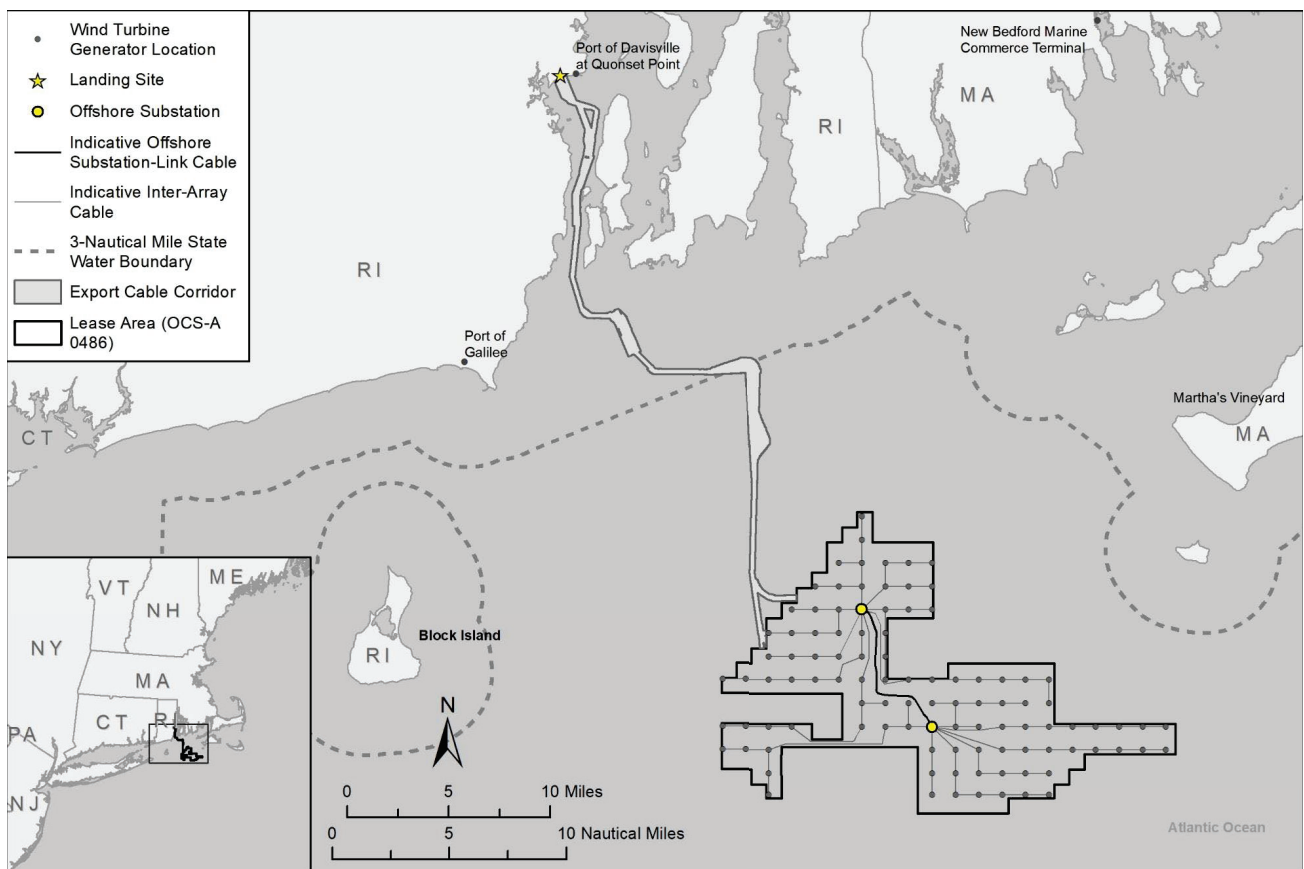 Wind Turbine
Generator Location
Landing Site
Offshore Substation
Indicative Offshore
Substation-Link Cable
Indicative Inter-Array
Cable
3-Nautical Mile State
Water Boundary
Export Cable Corridor
Lease Area (OCS-A
0486)
Port of Davisville
at Quonset Point
New Bedford Marine
Commerce Terminal
MA
RI
RI
Port of
Galilee
Martha's Vineyard
MA
CT
Block Island
RI
N
0 5 10 Miles
0 5 10 Nautical Miles
Atlantic Ocean
ME
VT
NH
NY
MA
CT
RI
PA
NJ